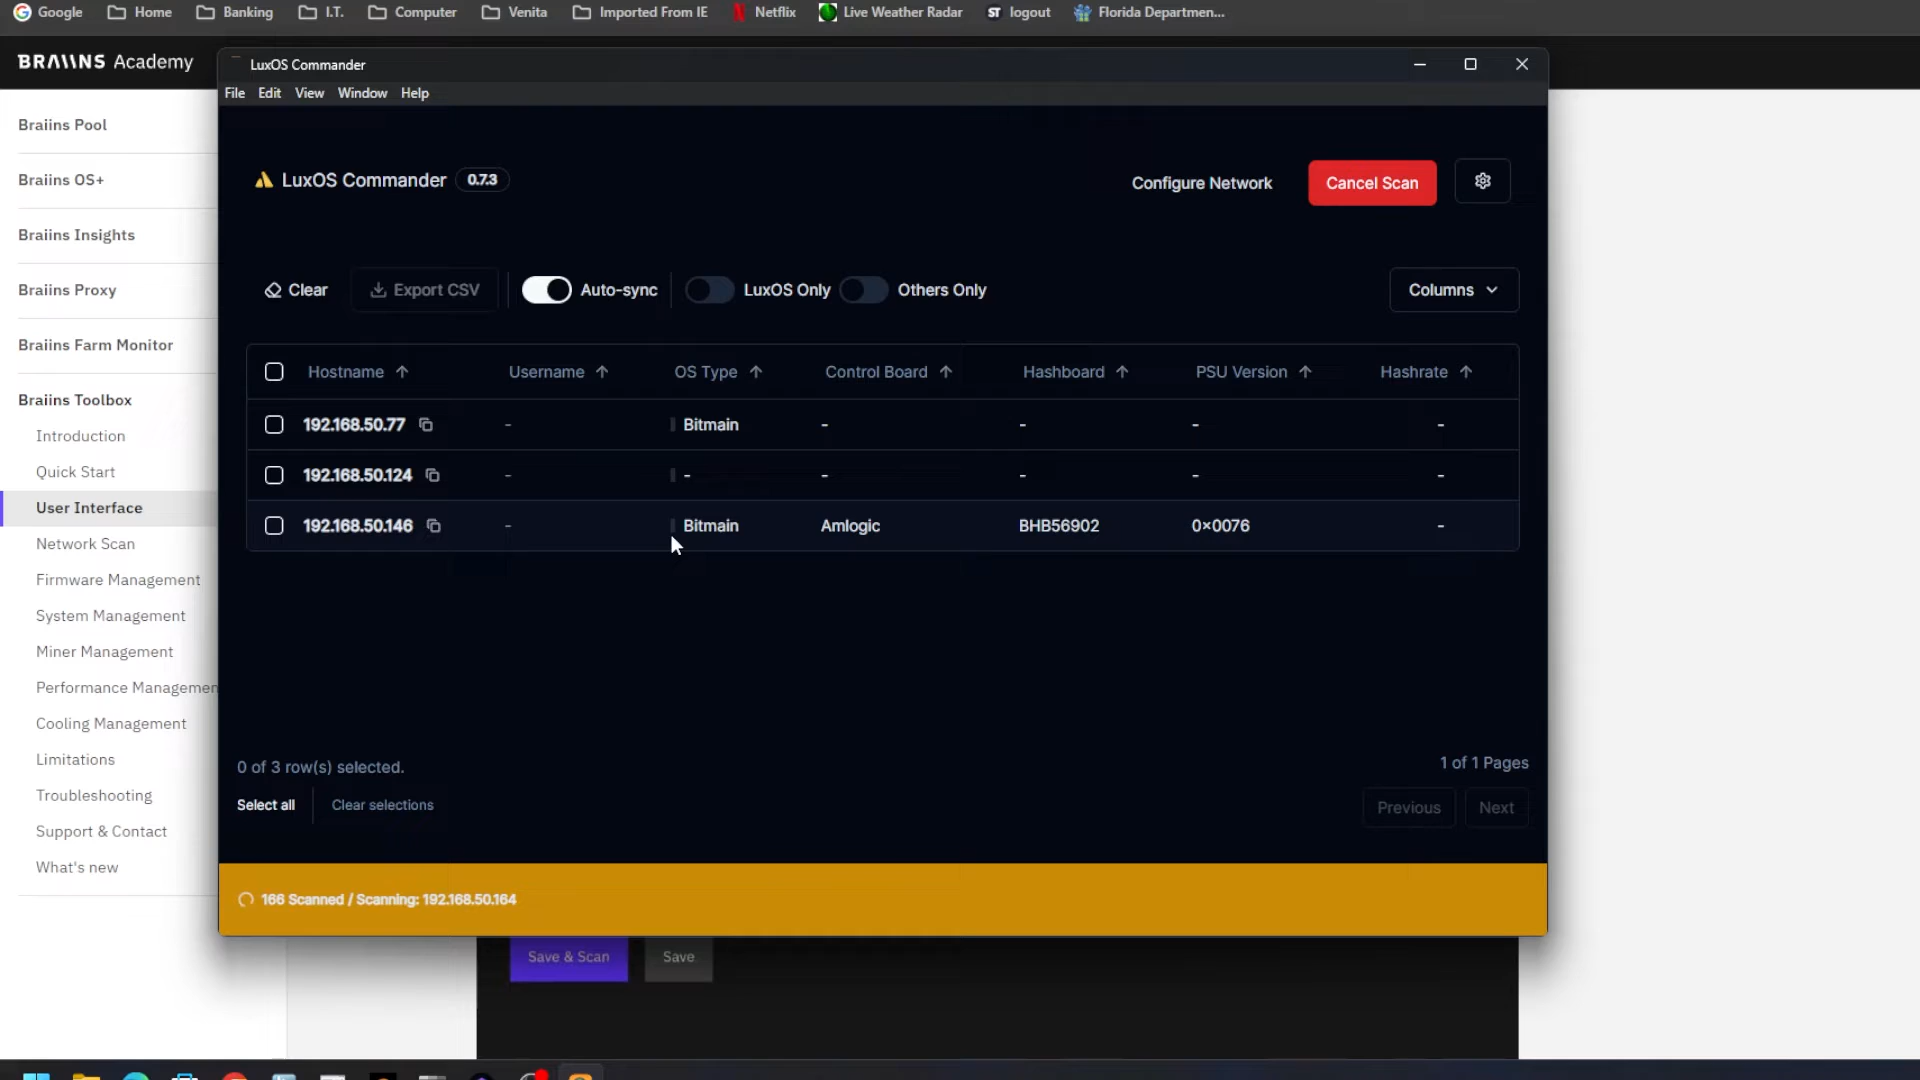 Google Home Banking I.T. Computer Venita Imported From IE Netflix Live Weather Radar ST logout Florida Departmen...
BRAIINS Academy
LuxOS Commander
File Edit View Window Help
Braiins Pool
Braiins OS+
Braiins Insights
Braiins Proxy
Braiins Farm Monitor
Braiins Toolbox
Introduction
Quick Start
User Interface
Network Scan
Firmware Management
System Management
Miner Management
Performance Managemen
Cooling Management
Limitations
Troubleshooting
Support & Contact
What's new
LuxOS Commander 0.7.3
Configure Network Cancel Scan
Clear Export CSV Auto-sync LuxOS Only Others Only Columns
Hostname Username OS Type Control Board Hashboard PSU Version Hashrate
192.168.50.77 - Bitmain - - - -
192.168.50.124 - - - - - -
192.168.50.146 - Bitmain Amlogic BHB56902 0x0076 -
0 of 3 row(s) selected.
1 of 1 Pages
Select all Clear selections
Previous Next
166 Scanned / Scanning: 192.168.50.164
Save & Scan Save